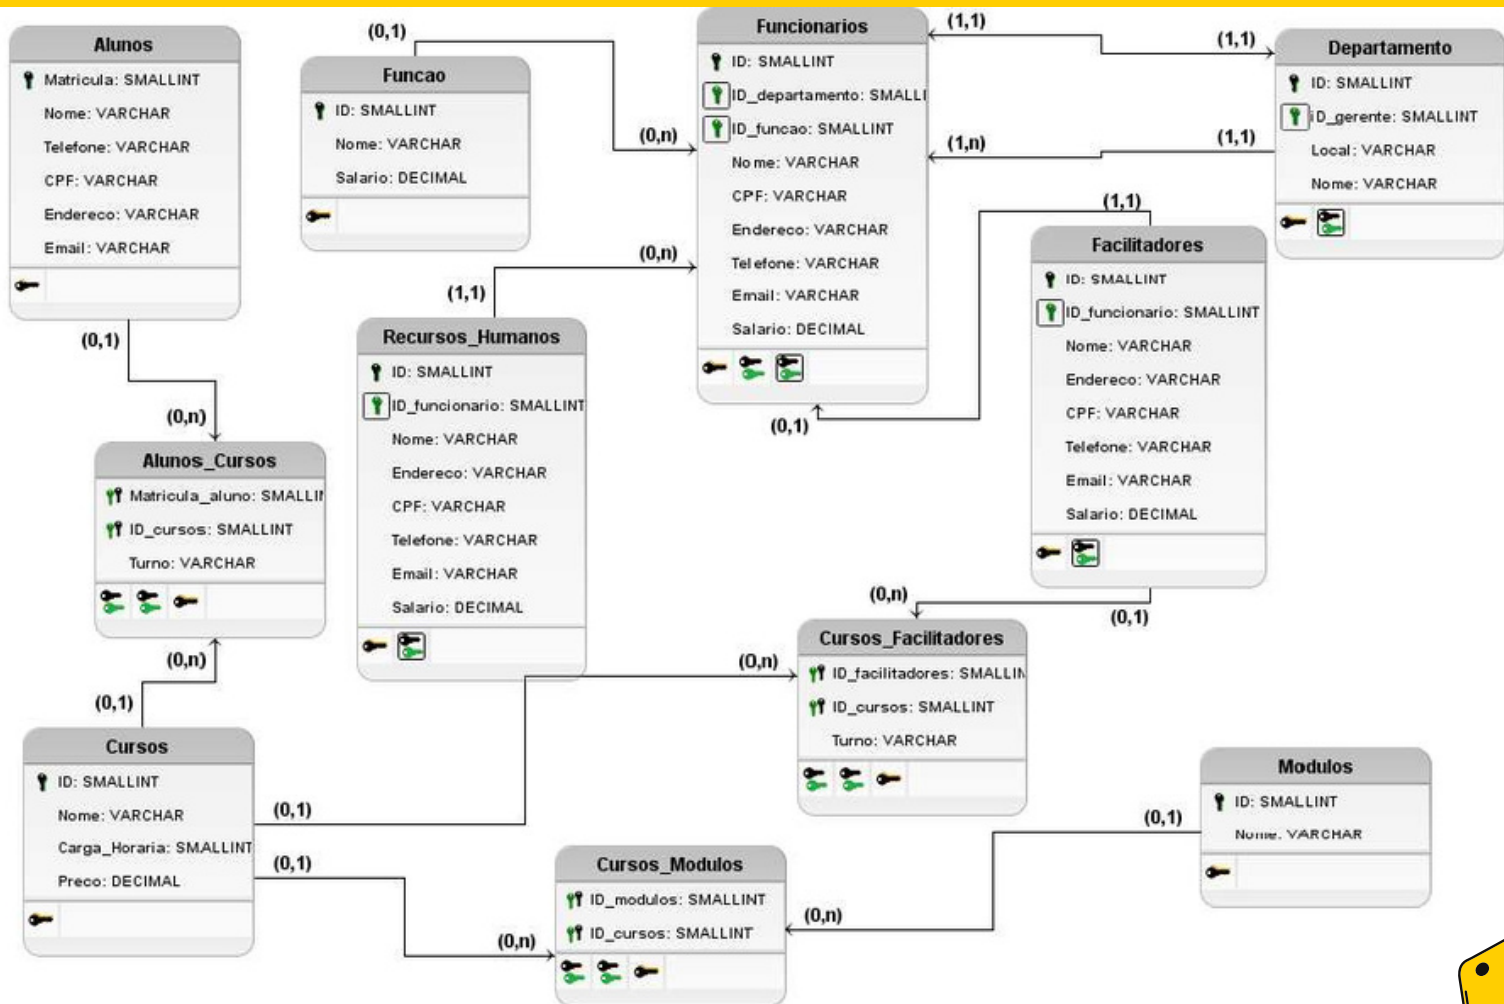 Alunos
Matricula: SMALLINT
Nome: VARCHAR
Telefone: VARCHAR
CPF: VARCHAR
Endereco: VARCHAR
Email: VARCHAR
(0,1)
(0,n)
(0,1)
Funcao
ID: SMALLINT
Nome: VARCHAR
Salario: DECIMAL
(0,n)
Funcionarios
ID: SMALLINT
ID_departamento: SMALLI
ID_funcao: SMALLINT
Nome: VARCHAR
CPF: VARCHAR
Endereco: VARCHAR
Telefone: VARCHAR
Email: VARCHAR
Salario: DECIMAL
(1,1)
(1,1)
(1,n)
(1,1)
Departamento
ID: SMALLINT
iD_gerente: SMALLINT
Local: VARCHAR
Nome: VARCHAR
(1,1)
(0,1)
Facilitadores
ID: SMALLINT
ID_funcionario: SMALLINT
Nome: VARCHAR
Endereco: VARCHAR
CPF: VARCHAR
Telefone: VARCHAR
Email: VARCHAR
Salario: DECIMAL
(0,n)
(1,1)
Recursos_Humanos
ID: SMALLINT
ID_funcionario: SMALLINT
Nome: VARCHAR
Endereco: VARCHAR
CPF: VARCHAR
Telefone: VARCHAR
Email: VARCHAR
Salario: DECIMAL
Alunos_Cursos
Matricula_aluno: SMALLIN
ID_cursos: SMALLINT
Turno: VARCHAR
(0,n)
(0,1)
(0,n)
(0,1)
Cursos_Facilitadores
ID_facilitadores: SMALLIN
ID_cursos: SMALLINT
Turno: VARCHAR
(0,n)
Cursos
ID: SMALLINT
Nome: VARCHAR
Carga_Horaria: SMALLINT
Preco: DECIMAL
(0,1)
(0,1)
(0,n)
Cursos_Modulos
ID_modulos: SMALLINT
ID_cursos: SMALLINT
(0,n)
(0,1)
Modulos
ID: SMALLINT
Nome: VARCHAR